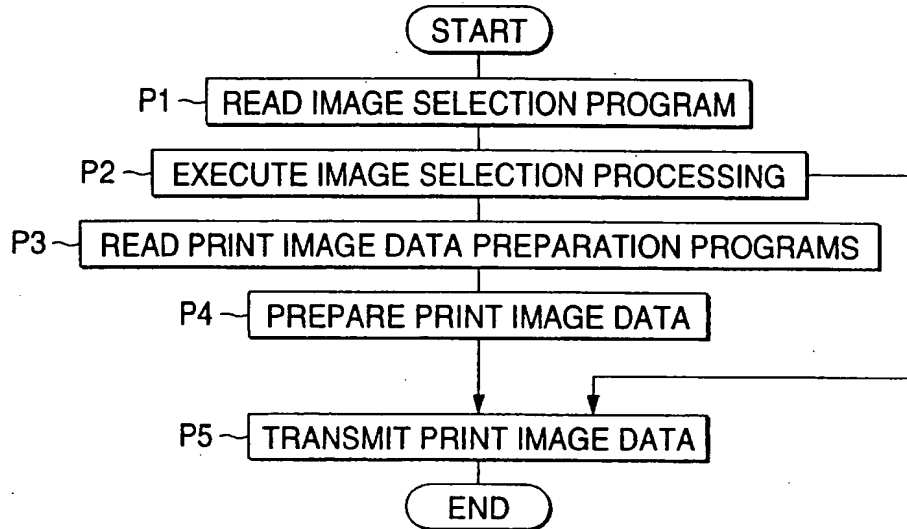 START
P1 READ IMAGE SELECTION PROGRAM
P2 EXECUTE IMAGE SELECTION PROCESSING
P3 READ PRINT IMAGE DATA PREPARATION PROGRAMS
P4 PREPARE PRINT IMAGE DATA
P5 TRANSMIT PRINT IMAGE DATA
END